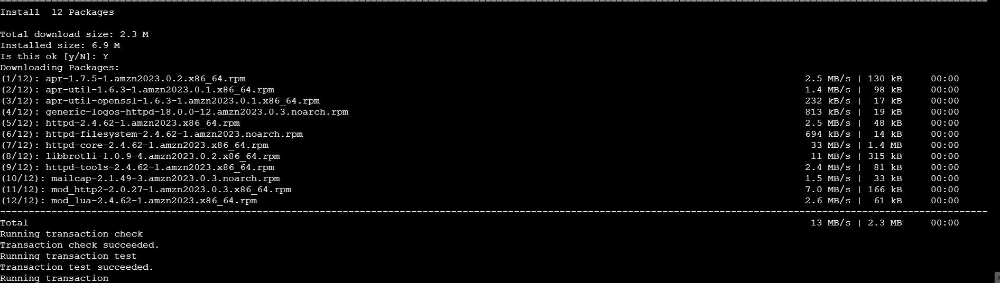 ================================================================================================================================================================================
Install  12 Packages

Total download size: 2.3 M
Installed size: 6.9 M
Is this ok [y/N]: Y
Downloading Packages:
(1/12): apr-1.7.5-1.amzn2023.0.2.x86_64.rpm 2.5 MB/s | 130 kB 00:00
(2/12): apr-util-1.6.3-1.amzn2023.0.1.x86_64.rpm 1.4 MB/s |  98 kB 00:00
(3/12): apr-util-openssl-1.6.3-1.amzn2023.0.1.x86_64.rpm 232 kB/s |  17 kB 00:00
(4/12): generic-logos-httpd-18.0.0-12.amzn2023.0.3.noarch.rpm 813 kB/s |  19 kB 00:00
(5/12): httpd-2.4.62-1.amzn2023.x86_64.rpm 2.5 MB/s |  48 kB 00:00
(6/12): httpd-filesystem-2.4.62-1.amzn2023.noarch.rpm 694 kB/s |  14 kB 00:00
(7/12): httpd-core-2.4.62-1.amzn2023.x86_64.rpm 33 MB/s | 1.4 MB 00:00
(8/12): libbrotli-1.0.9-4.amzn2023.0.2.x86_64.rpm 11 MB/s | 315 kB 00:00
(9/12): httpd-tools-2.4.62-1.amzn2023.x86_64.rpm 2.4 MB/s |  81 kB 00:00
(10/12): mailcap-2.1.49-3.amzn2023.0.3.noarch.rpm 1.5 MB/s |  33 kB 00:00
(11/12): mod_http2-2.0.27-1.amzn2023.0.3.x86_64.rpm 7.0 MB/s | 166 kB 00:00
(12/12): mod_lua-2.4.62-1.amzn2023.x86_64.rpm 2.6 MB/s |  61 kB 00:00
--------------------------------------------------------------------------------------------------------------------------------------------------------------------------------
Total 13 MB/s | 2.3 MB 00:00
Running transaction check
Transaction check succeeded.
Running transaction test
Transaction test succeeded.
Running transaction